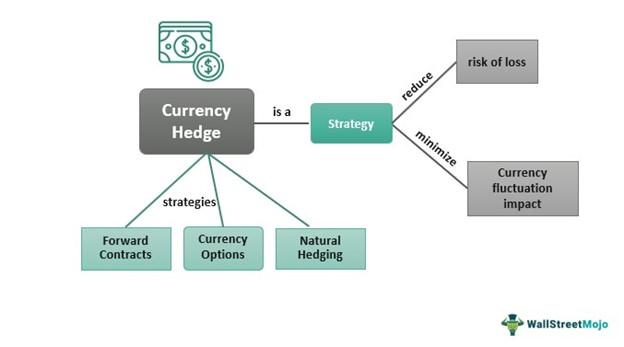 $
$
risk of loss
reduce
Currency
Hedge
is a
Strategy
minimize
Currency
fluctuation
impact
strategies
Forward
Contracts
Currency
Options
Natural
Hedging
WallStreetMojo